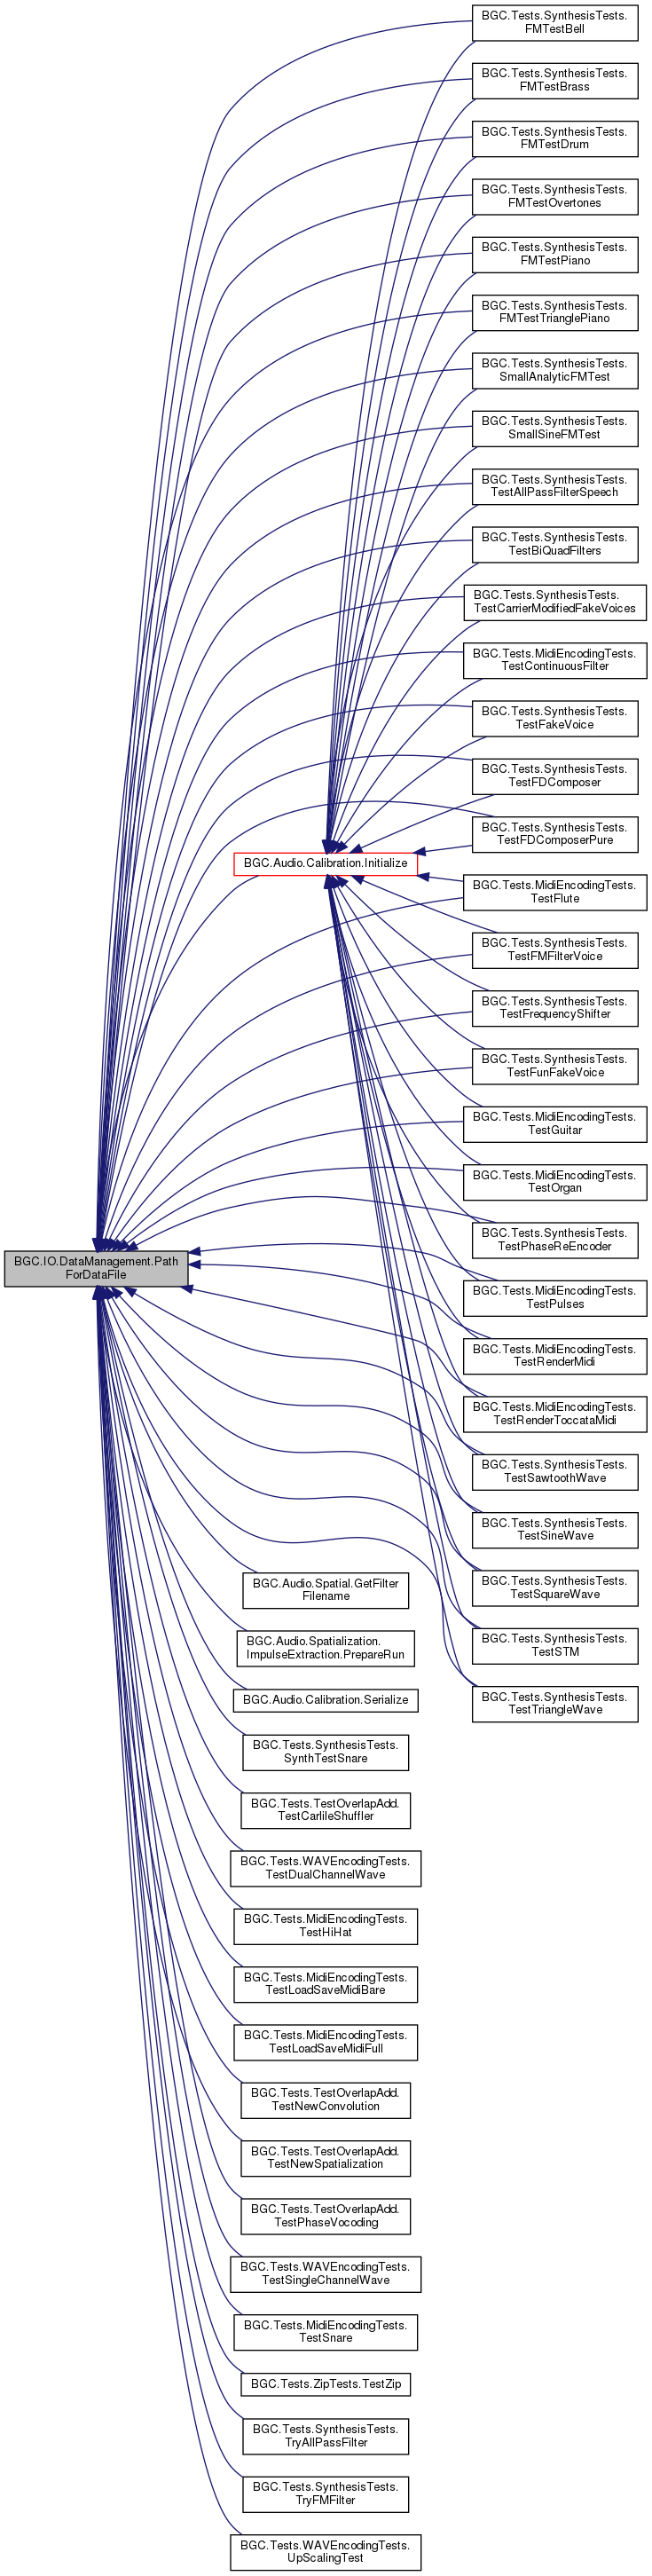 BGC.Tests.SynthesisTests.
FMTestBell
BGC.Tests.SynthesisTests.
FMTestBrass
BGC.Tests.SynthesisTests.
FMTestDrum
BGC.Tests.SynthesisTests.
FMTestOvertones
BGC.Tests.SynthesisTests.
FMTestPiano
BGC.Tests.SynthesisTests.
FMTestTrianglePiano
BGC.Tests.SynthesisTests.
SmallAnalyticFMTest
BGC.Tests.SynthesisTests.
SmallSineFMTest
BGC.Tests.SynthesisTests.
TestAllPassFilterSpeech
BGC.Tests.SynthesisTests.
TestBiQuadFilters
BGC.Tests.SynthesisTests.
TestCarrierModifiedFakeVoices
BGC.Tests.MidiEncodingTests.
TestContinuousFilter
BGC.Tests.SynthesisTests.
TestFakeVoice
BGC.Tests.SynthesisTests.
TestFDComposer
BGC.Tests.SynthesisTests.
TestFDComposerPure
BGC.Audio.Calibration.Initialize
BGC.Tests.MidiEncodingTests.
TestFlute
BGC.Tests.SynthesisTests.
TestFMFilterVoice
BGC.Tests.SynthesisTests.
TestFrequencyShifter
BGC.Tests.SynthesisTests.
TestFunFakeVoice
BGC.Tests.MidiEncodingTests.
TestGuitar
BGC.Tests.MidiEncodingTests.
TestOrgan
BGC.Tests.SynthesisTests.
TestPhaseReEncoder
BGC.IO.DataManagement.Path
ForDataFile
BGC.Tests.MidiEncodingTests.
TestPulses
BGC.Tests.MidiEncodingTests.
TestRenderMidi
BGC.Tests.MidiEncodingTests.
TestRenderToccataMidi
BGC.Tests.SynthesisTests.
TestSawtoothWave
BGC.Tests.SynthesisTests.
TestSineWave
BGC.Tests.SynthesisTests.
TestSquareWave
BGC.Tests.SynthesisTests.
TestSTM
BGC.Tests.SynthesisTests.
TestTriangleWave
BGC.Audio.Spatial.GetFilter
Filename
BGC.Audio.Spatialization.
ImpulseExtraction.PrepareRun
BGC.Audio.Calibration.Serialize
BGC.Tests.SynthesisTests.
SynthTestSnare
BGC.Tests.TestOverlapAdd.
TestCarlileShuffler
BGC.Tests.WAVEncodingTests.
TestDualChannelWave
BGC.Tests.MidiEncodingTests.
TestHiHat
BGC.Tests.MidiEncodingTests.
TestLoadSaveMidiBare
BGC.Tests.MidiEncodingTests.
TestLoadSaveMidiFull
BGC.Tests.TestOverlapAdd.
TestNewConvolution
BGC.Tests.TestOverlapAdd.
TestNewSpatialization
BGC.Tests.TestOverlapAdd.
TestPhaseVocoding
BGC.Tests.WAVEncodingTests.
TestSingleChannelWave
BGC.Tests.MidiEncodingTests.
TestSnare
BGC.Tests.ZipTests.TestZip
BGC.Tests.SynthesisTests.
TryAllPassFilter
BGC.Tests.SynthesisTests.
TryFMFilter
BGC.Tests.WAVEncodingTests.
UpScalingTest